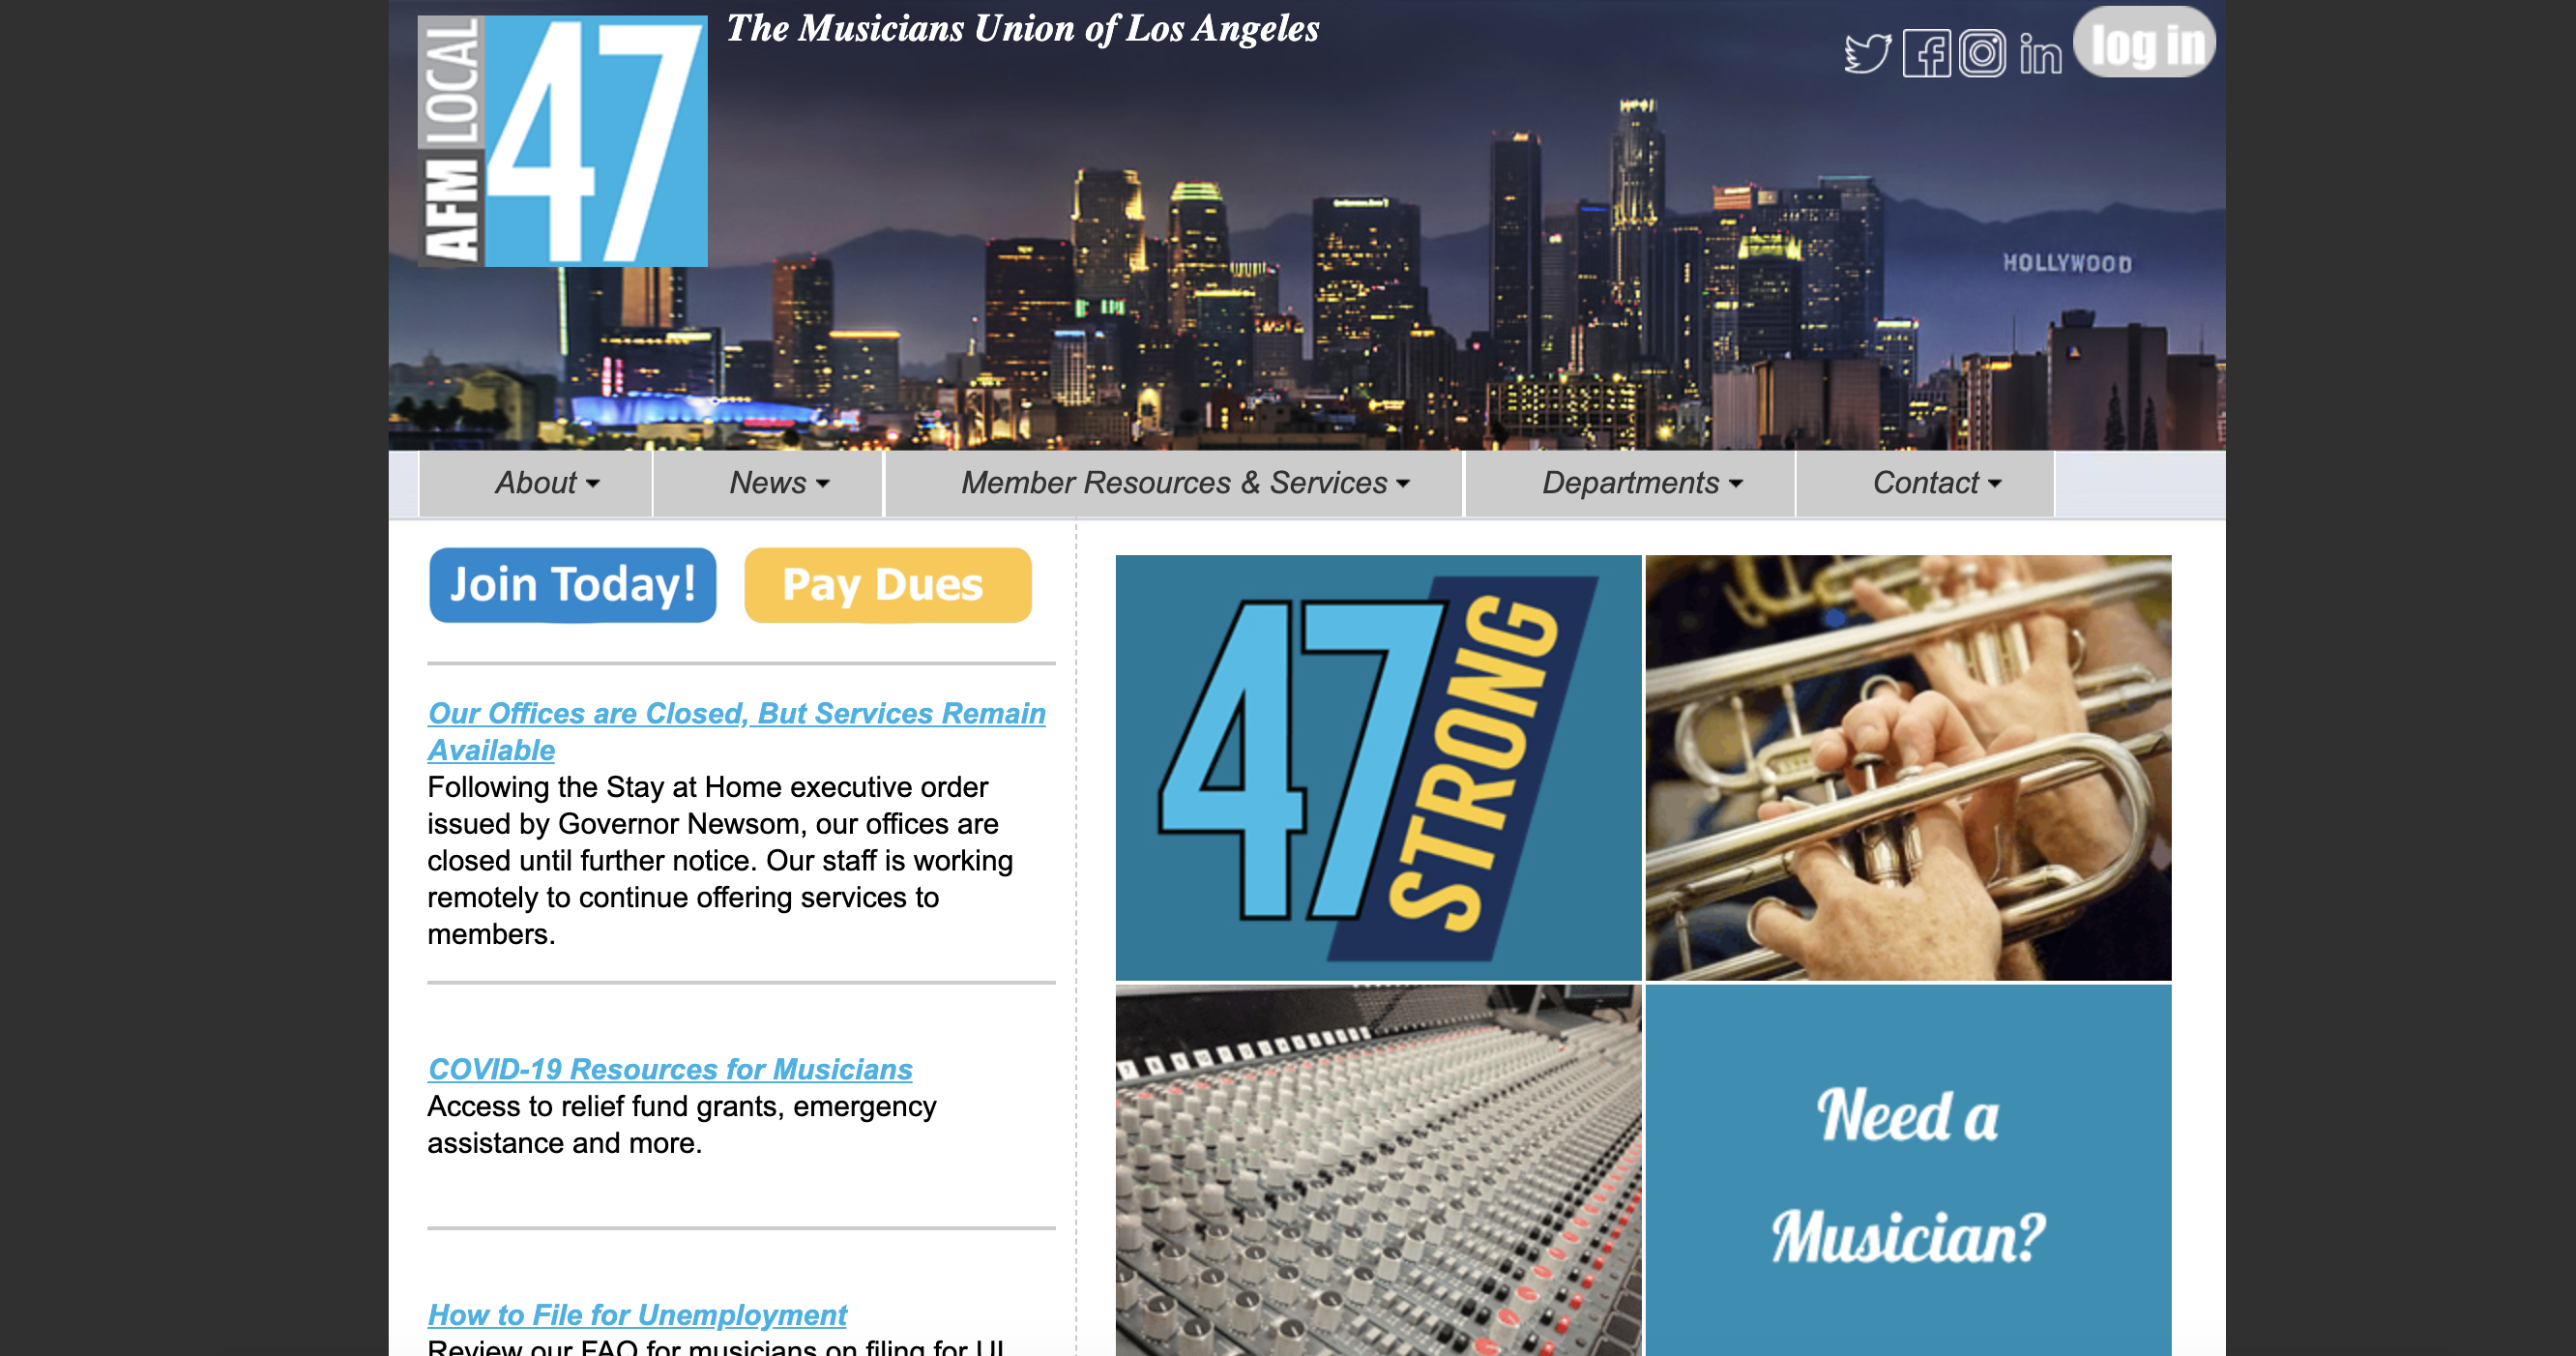 AFM LOCAL
47
The Musicians Union of Los Angeles
in
log in
HOLLYWOOD
About
News
Member Resources & Services
Departments
Contact
Join Today!
Pay Dues
Our Offices are Closed, But Services Remain
Available
Following the Stay at Home executive order
issued by Governor Newsom, our offices are
closed until further notice. Our staff is working
remotely to continue offering services to
members.
COVID-19 Resources for Musicians
Access to relief fund grants, emergency
assistance and more.
How to File for Unemployment
Review our FAQ for musicians on filing for UI
47
STRONG
Need a
Musician?